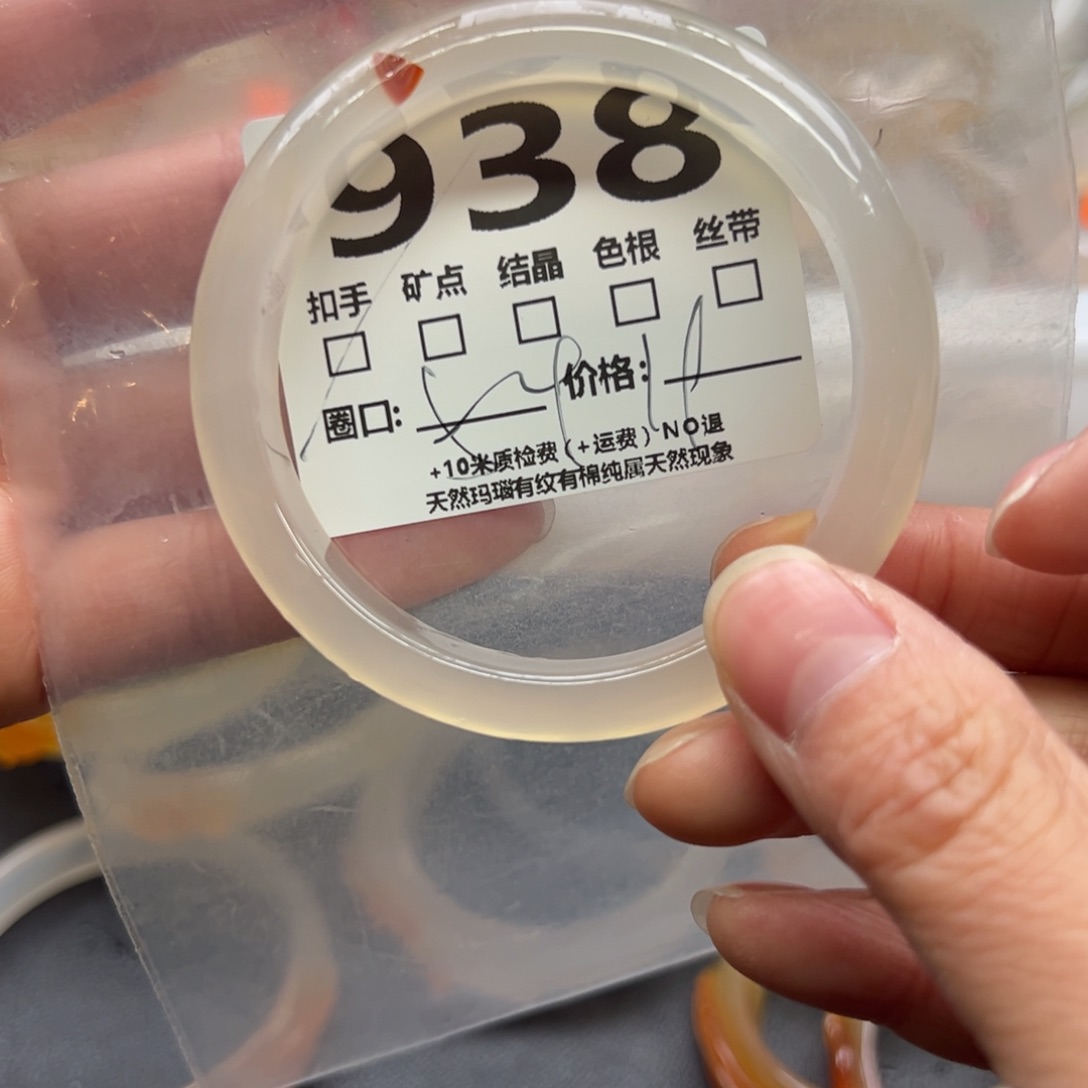 938
扣手 矿点 结晶 色根 丝带
圈口: 价格:
+10米质检费（+运费）NO退
天然玛瑙有纹有棉纯属天然现象